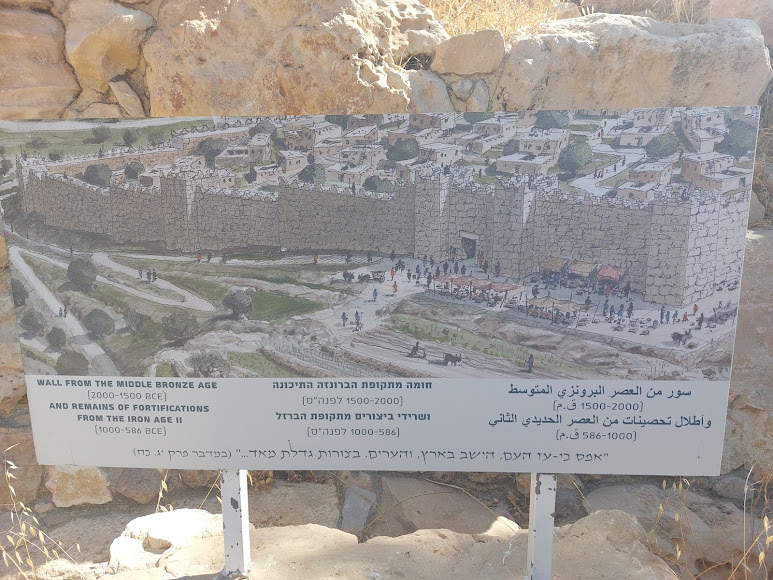 WALL FROM THE MIDDLE BRONZE AGE
(2000-1500 BCE)
AND REMAINS OF FORTIFICATIONS
FROM THE IRON AGE II
(1000-586 BCE)
חומה מתקופת הברונזה התיכונה
(2000-1500 לפנה"ס)
ושרידי ביצורים מתקופת הברזל
(1000-586 לפנה"ס)
سور من العصر البرونزي المتوسط
(2000-1500 ق.م)
وأطلال تحصينات من العصر الحديدي الثاني
(1000-586 ق.م)
"אפס כי-עז העם, הישב בארץ, והערים, בצורות גדלת מאד..." (במדבר פרק יג, כח)